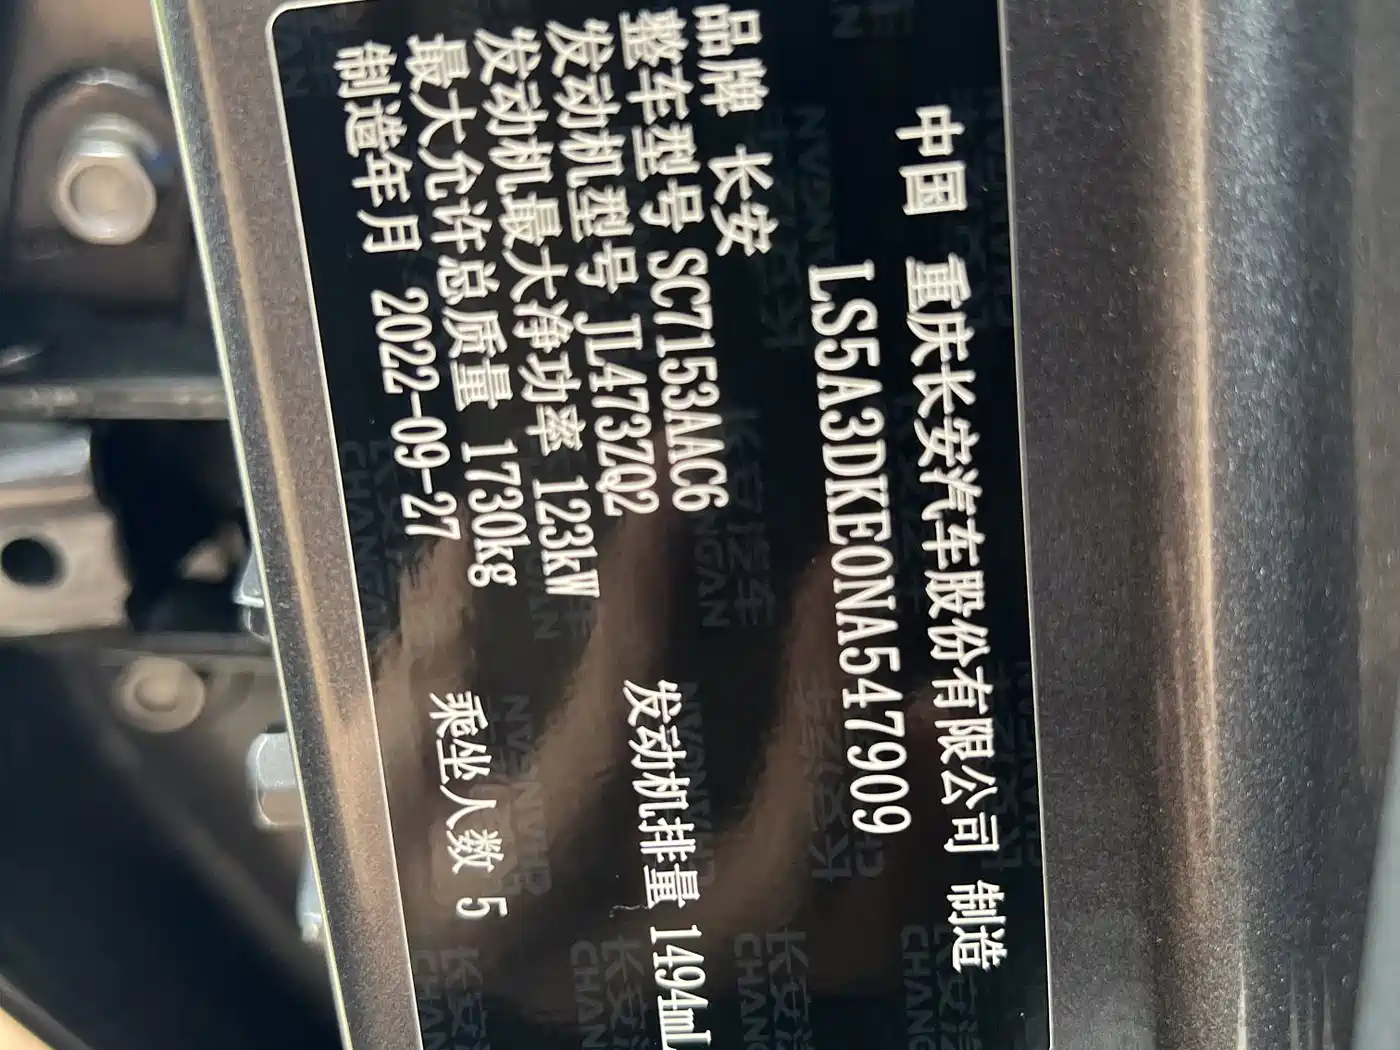 中国 重庆长安汽车股份有限公司 制造
LS5A3DKE0NA547909
品牌 长安
整车型号 SC7153AAC6
发动机型号 JL473ZQ2 发动机排量 1494mL
发动机最大净功率 123kW
最大允许总质量 1730kg 乘坐人数 5
制造年月 2022-09-27